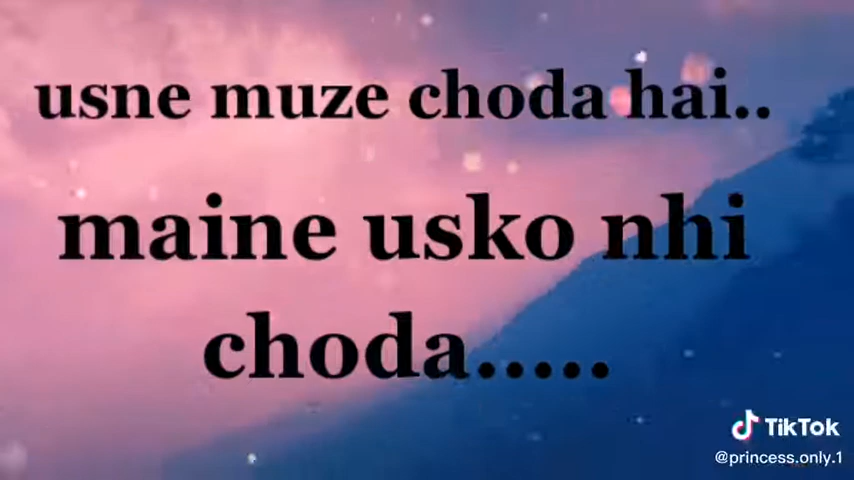 usne muze choda hai..
maine usko nhi
choda.....
TikTok
@princess.only.1